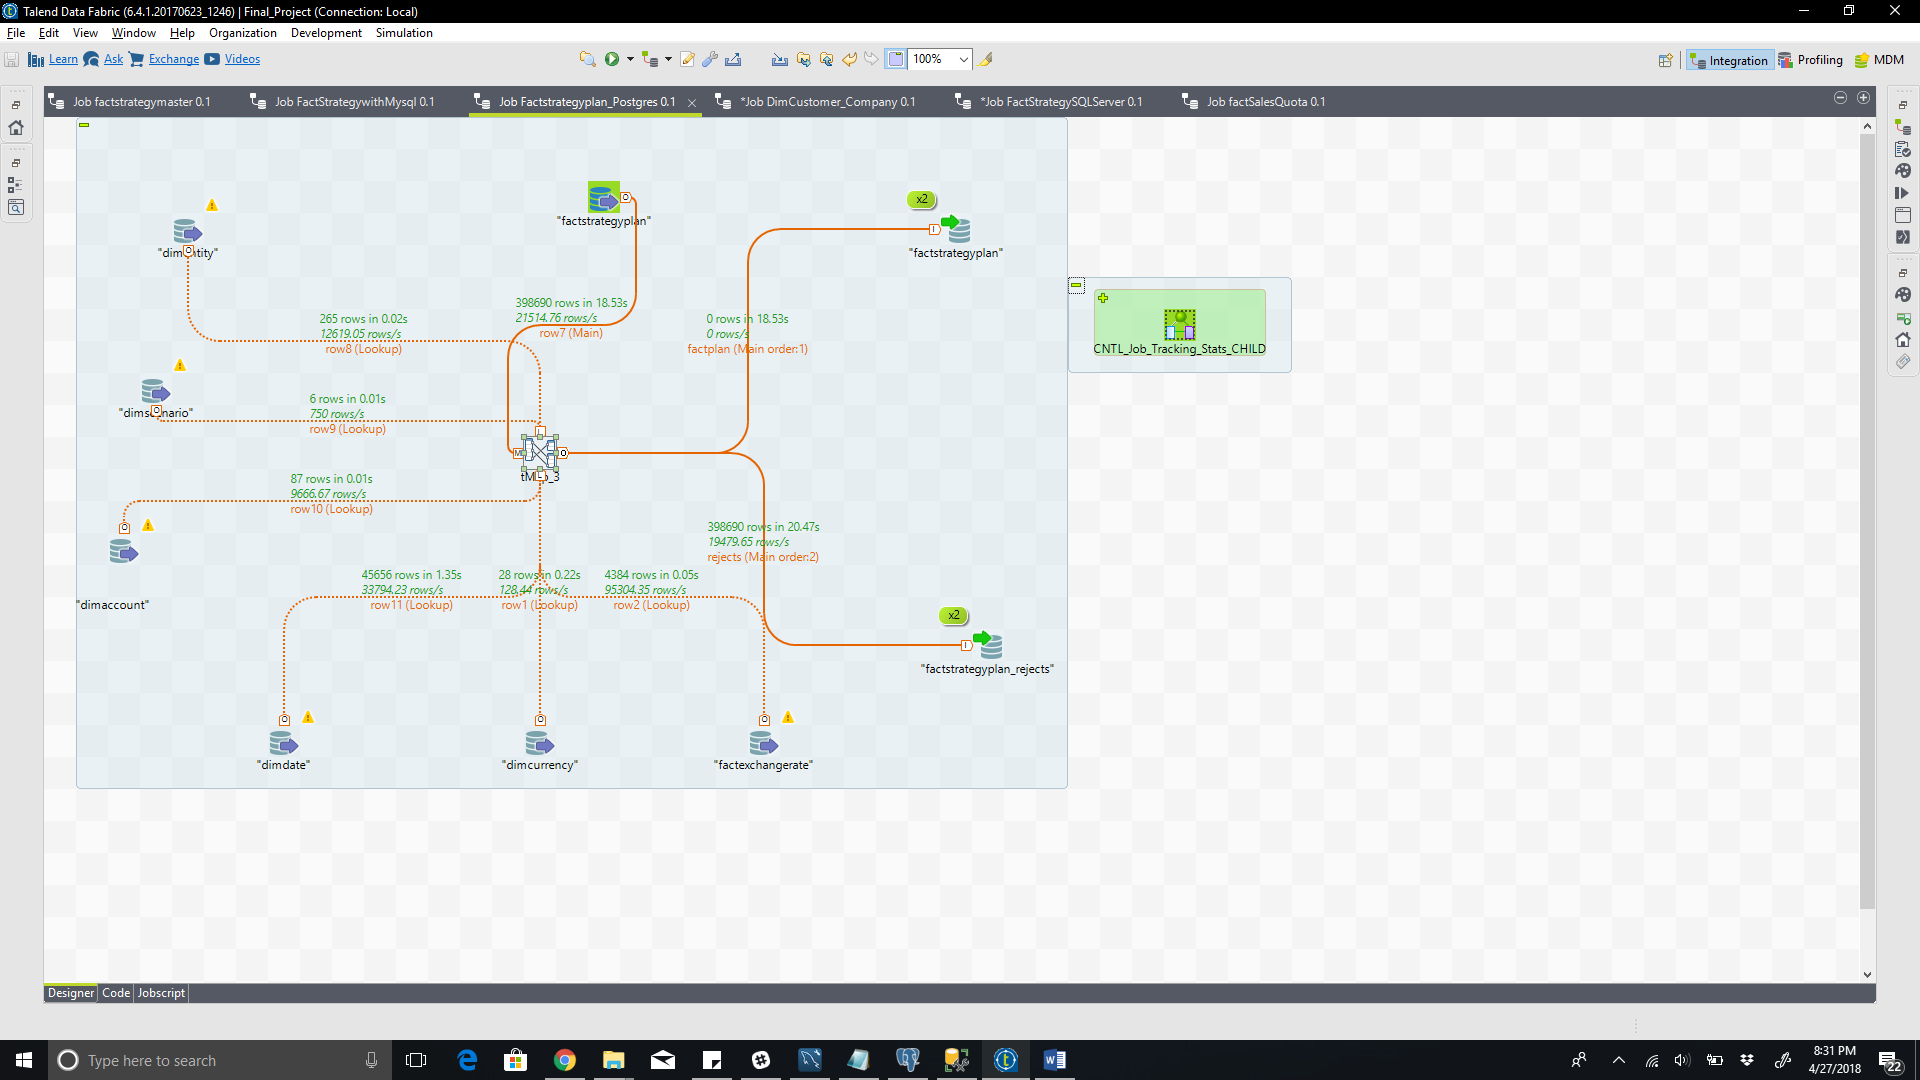 Talend Data Fabric (6.4.1.20170623_1246) | Final_Project (Connection: Local)
File Edit View Window Help Organization Development Simulation
Learn Ask Exchange Videos 100% Integration Profiling MDM
Job factstrategymaster 0.1 Job FactStrategywithMysql 0.1 Job Factstrategyplan_Postgres 0.1 *Job DimCustomer_Company 0.1 *Job FactStrategySQLServer 0.1 Job factSalesQuota 0.1
"factstrategyplan"
x2
"factstrategyplan"
398690 rows in 18.53s
21514.76 rows/s
row7 (Main)
265 rows in 0.02s
12619.05 rows/s
row8 (Lookup)
0 rows in 18.53s
0 rows/s
factplan (Main order:1)
CNTL_Job_Tracking_Stats_CHILD
6 rows in 0.01s
750 rows/s
row9 (Lookup)
87 rows in 0.01s
9666.67 rows/s
row10 (Lookup)
398690 rows in 20.47s
19479.65 rows/s
rejects (Main order:2)
45656 rows in 1.35s
33794.23 rows/s
row11 (Lookup)
28 rows in 0.22s
128.44 rows/s
row1 (Lookup)
4384 rows in 0.05s
95304.35 rows/s
row2 (Lookup)
"dimaccount"
x2
"factstrategyplan_rejects"
"dimdate"
"dimcurrency"
"factexchangerate"
Designer Code Jobscript
Type here to search
8:31 PM
4/27/2018
22